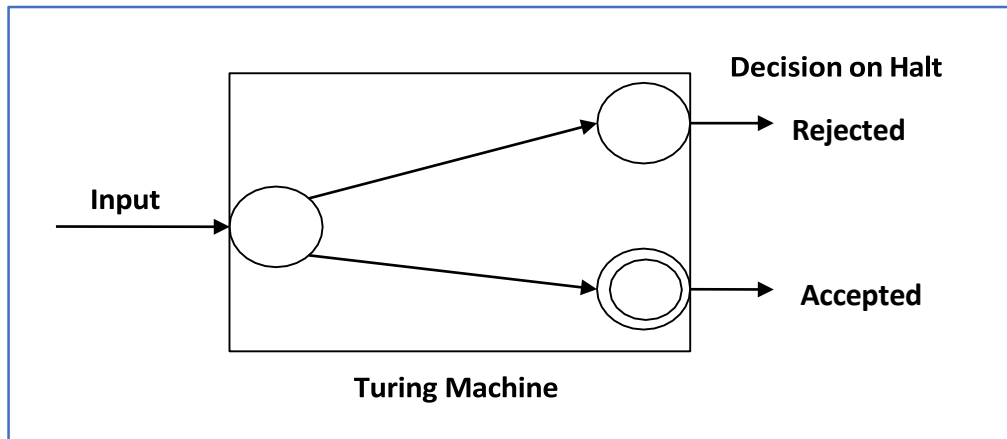 Decision on Halt
Rejected
Input
Accepted
Turing Machine